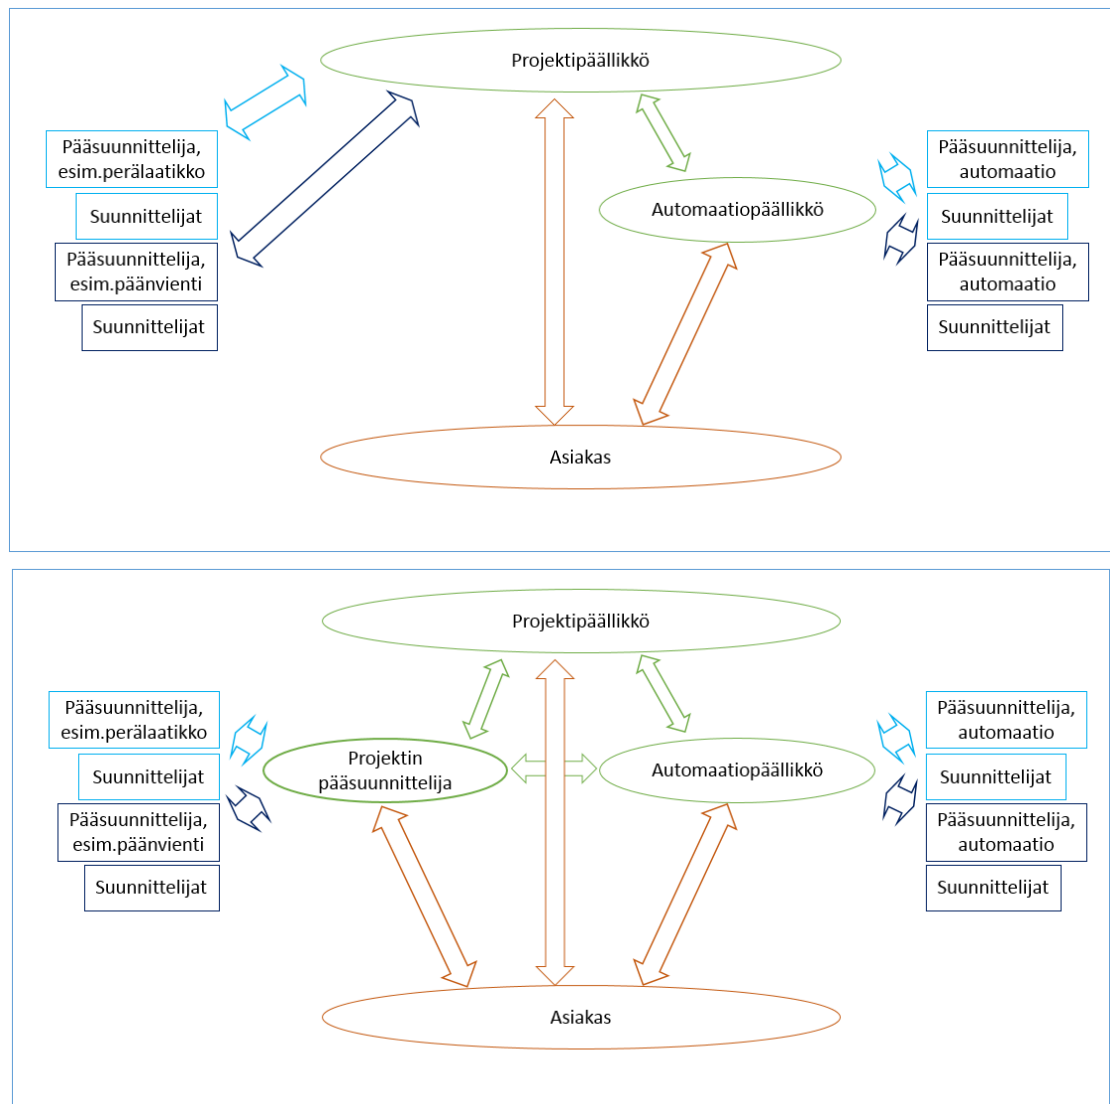 Projektipäällikkö
Pääsuunnittelija,
esim.perälaatikko
Suunnittelijat
Pääsuunnittelija,
esim.päänvienti
Suunnittelijat
Automaatiopäällikkö
Pääsuunnittelija,
automaatio
Suunnittelijat
Pääsuunnittelija,
automaatio
Suunnittelijat
Asiakas
Projektipäällikkö
Pääsuunnittelija,
esim.perälaatikko
Suunnittelijat
Pääsuunnittelija,
esim.päänvienti
Suunnittelijat
Projektin
pääsuunnittelija
Automaatiopäällikkö
Pääsuunnittelija,
automaatio
Suunnittelijat
Pääsuunnittelija,
automaatio
Suunnittelijat
Asiakas